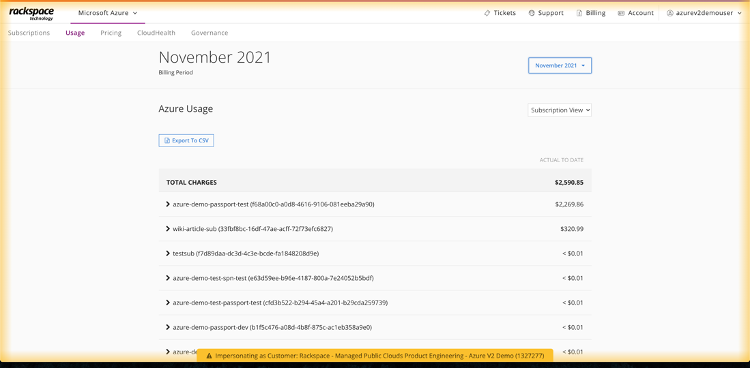 rackspace technology
Microsoft Azure
Tickets Support Billing Account azurev2demouser
Subscriptions Usage Pricing CloudHealth Governance
November 2021
Billing Period
November 2021
Azure Usage
Subscription View
Export To CSV
ACTUAL TO DATE
TOTAL CHARGES $2,590.85
azure-demo-passport-test (f68a00c0-a0d8-4616-9106-081eeba29a90) $2,269.86
wiki-article-sub (33fbf8bc-16df-47ae-acff-72f73efc6827) $320.99
testsub (f7d89daa-dc3d-4c3e-bcde-fa1848208d9e) < $0.01
azure-demo-test-spn-test (e63d59ee-b96e-4187-800a-7e24052b5bdf) < $0.01
azure-demo-test-passport-test (cfd3b522-b294-45a4-a201-b29cda259739) < $0.01
azure-demo-passport-dev (b1f5c476-a08d-4b8f-875c-ac1eb358a9e0) < $0.01
azure-de < $0.01
Impersonating as Customer: Rackspace - Managed Public Clouds Product Engineering - Azure V2 Demo (1327277)